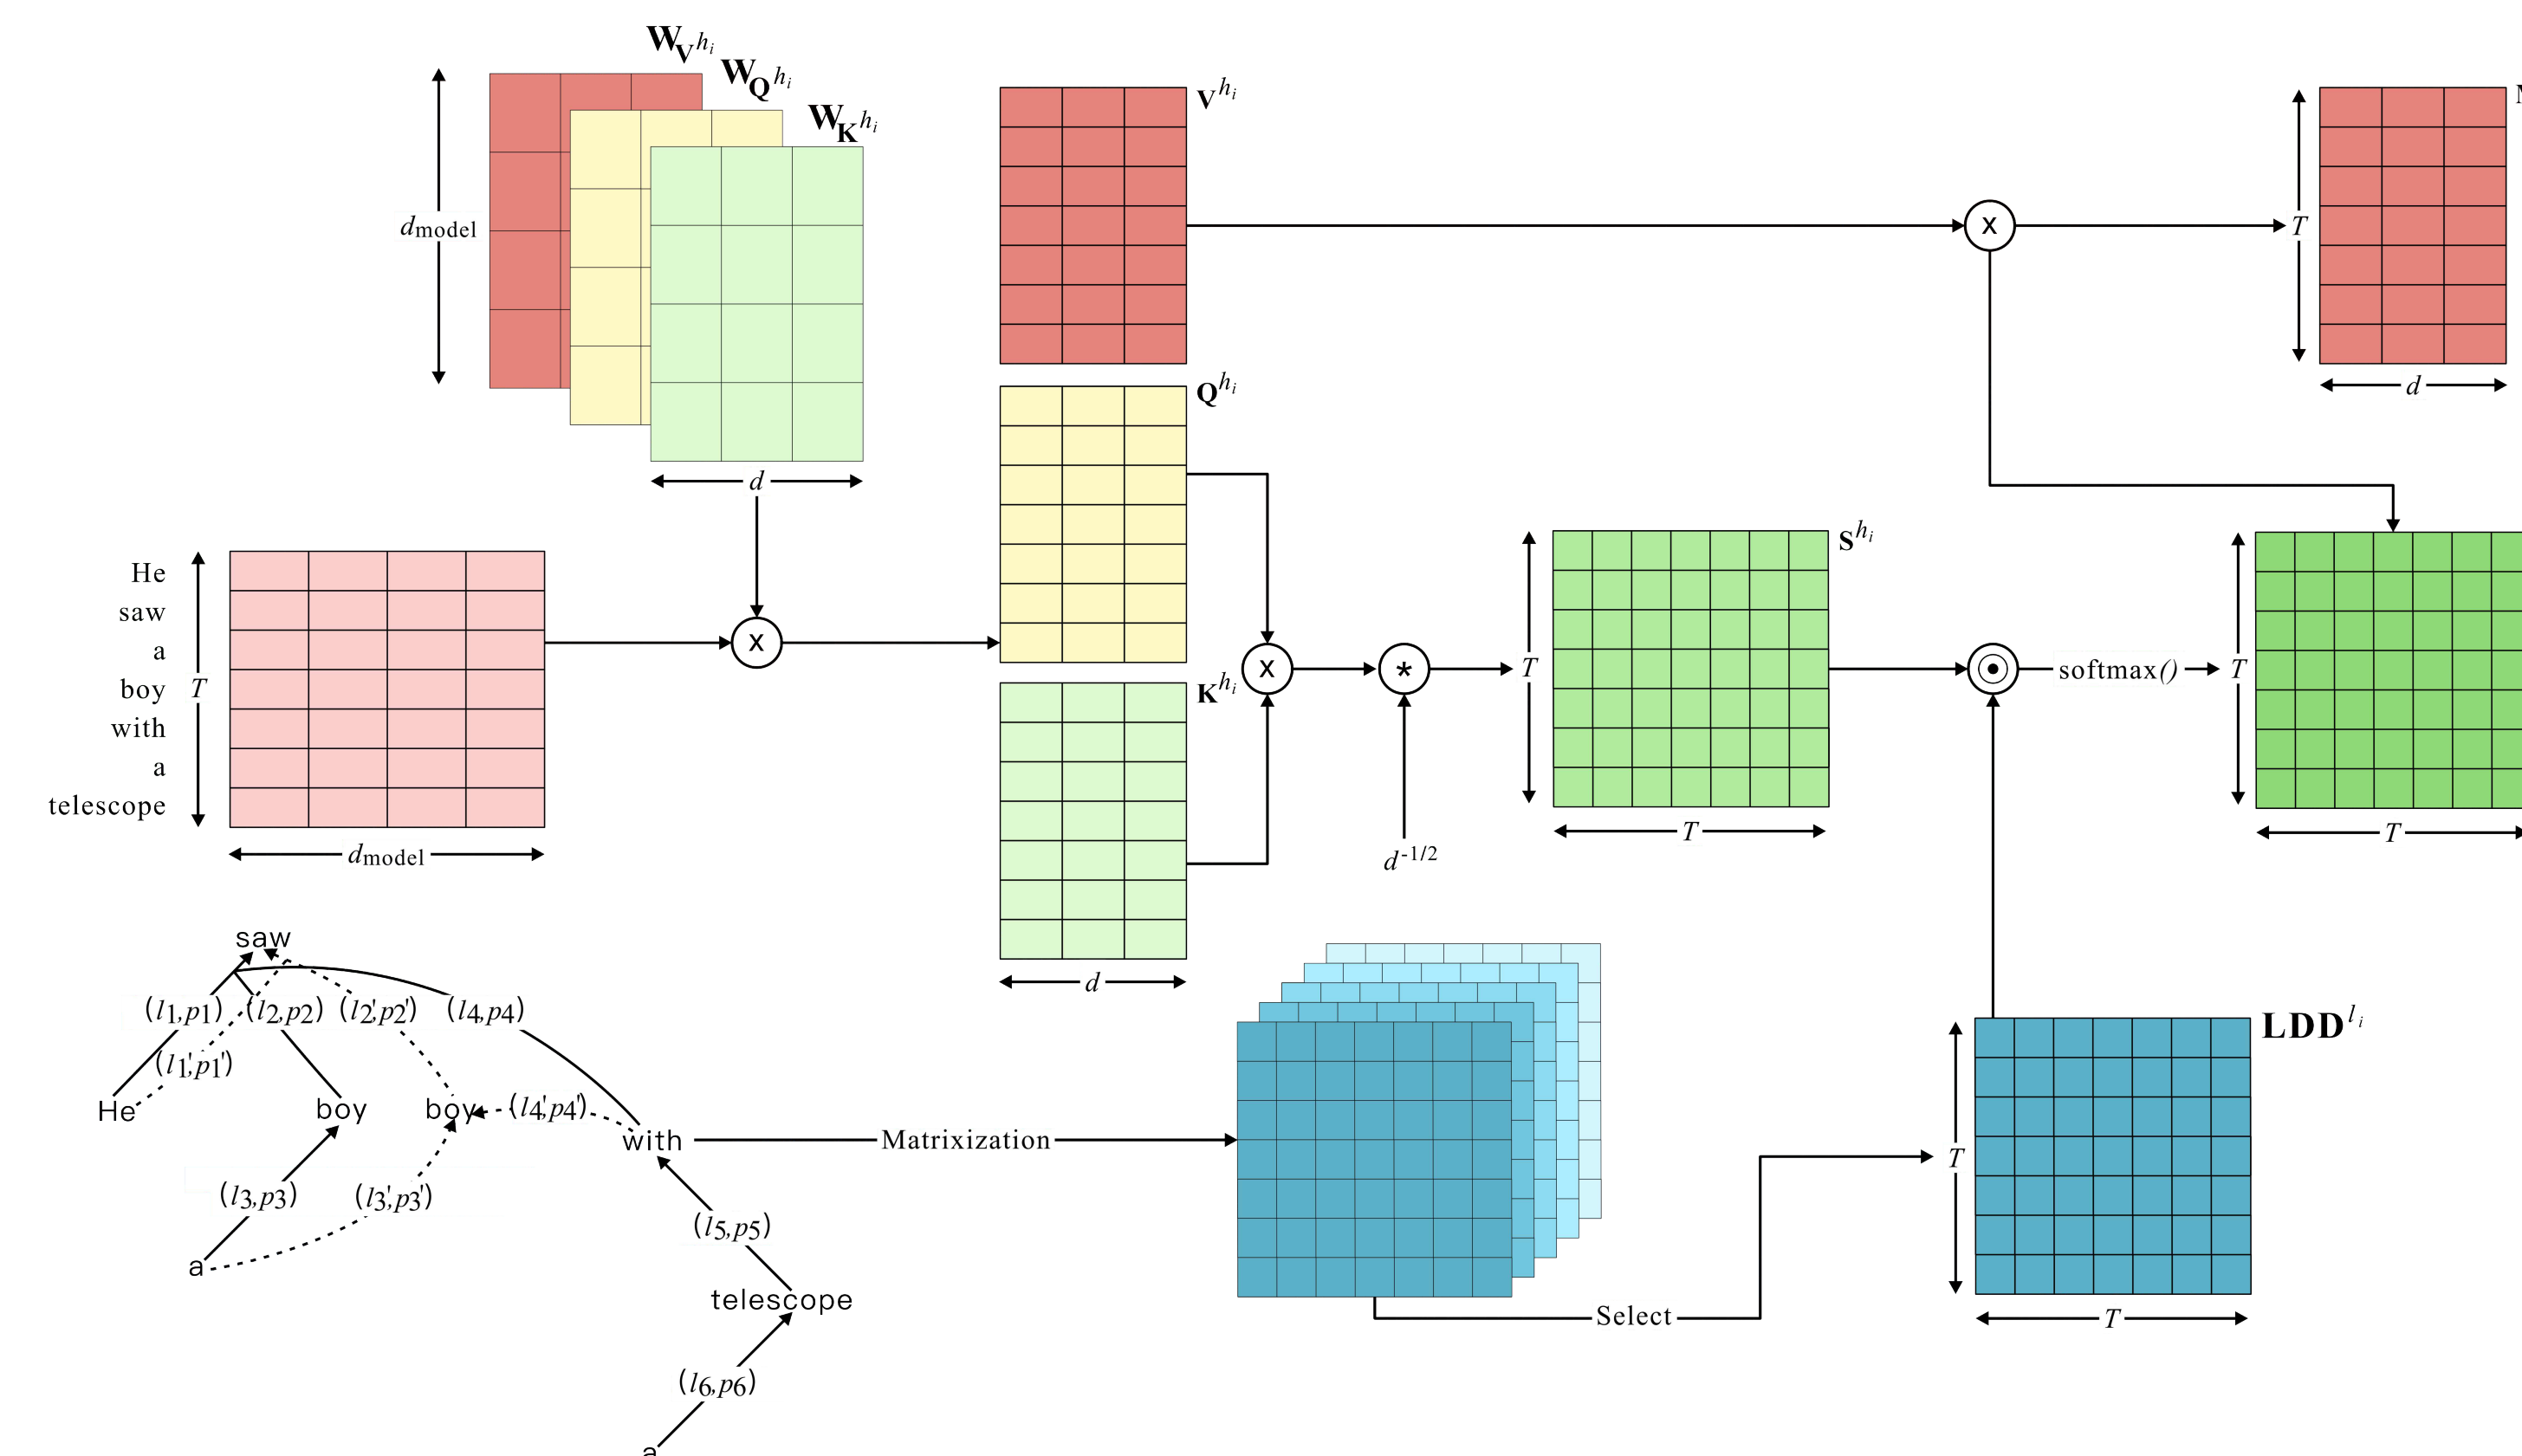 W_V^{h_i}
W_Q^{h_i}
W_K^{h_i}
d_model
d
V^{h_i}
x
T
d
Q^{h_i}
He
saw
a
boy
with
a
telescope
T
d_model
x
K^{h_i}
d
x
*
d^{-1/2}
T
S^{h_i}
T
softmax()
T
T
saw
(l1,p1)
(l2,p2)
(l2',p2')
(l4,p4)
(l1',p1')
He
boy
boy
(l4',p4')
with
(l3,p3)
(l3',p3')
a
(l5,p5)
telescope
(l6,p6)
a
Matrixization
Select
T
LDD^{l_i}
T